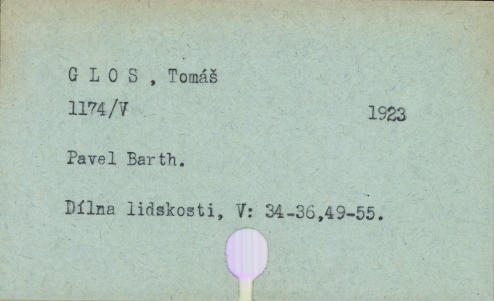 G L O S , Tomáš
1174/V 1923
Pavel Barth.
Dílna lidskosti, V: 34-36,49-55.